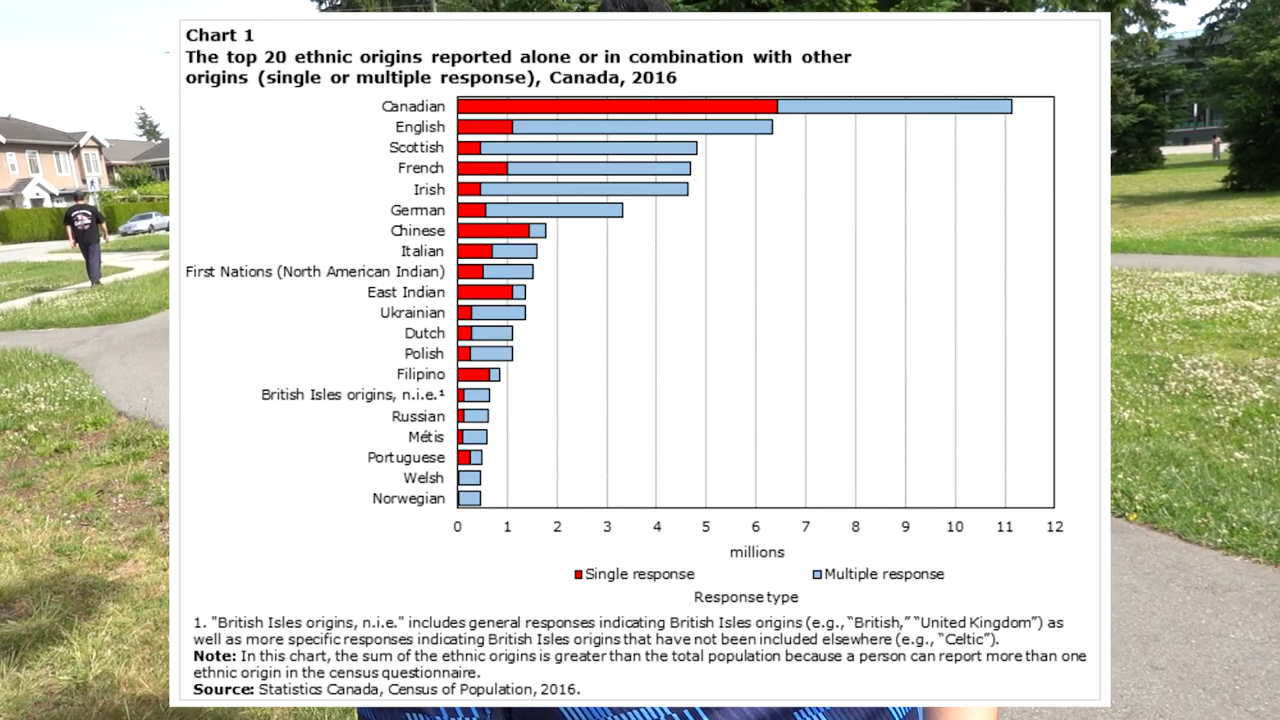 Chart 1
The top 20 ethnic origins reported alone or in combination with other
origins (single or multiple response), Canada, 2016
Canadian
English
Scottish
French
Irish
German
Chinese
Italian
First Nations (North American Indian)
East Indian
Ukrainian
Dutch
Polish
Filipino
British Isles origins, n.i.e.¹
Russian
Métis
Portuguese
Welsh
Norwegian
0 1 2 3 4 5 6 7 8 9 10 11 12
millions
Single response Multiple response
Response type
1. "British Isles origins, n.i.e." includes general responses indicating British Isles origins (e.g., “British,” “United Kingdom”) as
well as more specific responses indicating British Isles origins that have not been included elsewhere (e.g., “Celtic”).
Note: In this chart, the sum of the ethnic origins is greater than the total population because a person can report more than one
ethnic origin in the census questionnaire.
Source: Statistics Canada, Census of Population, 2016.